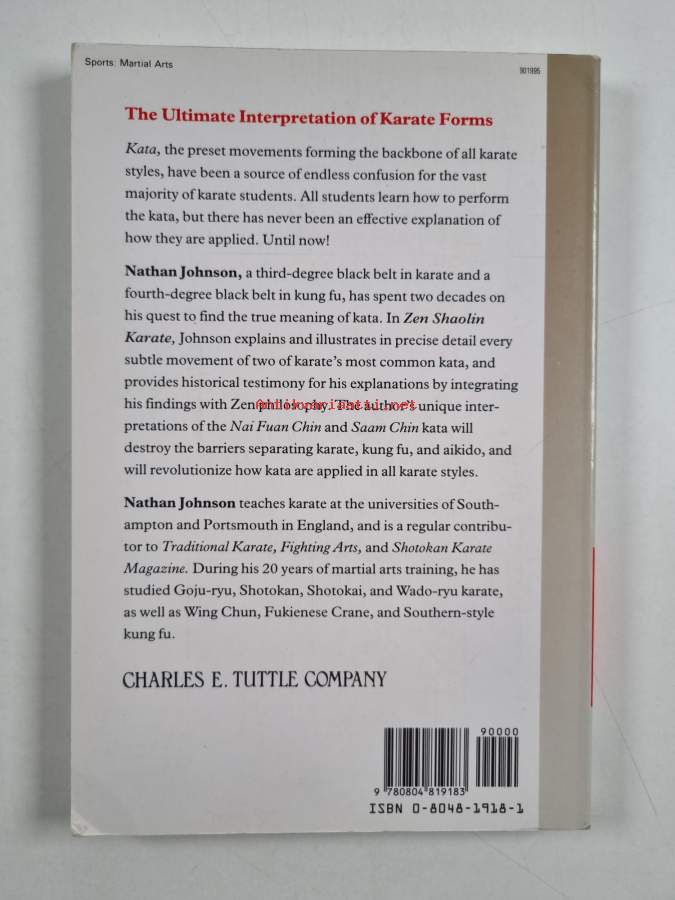 Sports: Martial Arts
901995
The Ultimate Interpretation of Karate Forms
Kata, the preset movements forming the backbone of all karate
styles, have been a source of endless confusion for the vast
majority of karate students. All students learn how to perform
the kata, but there has never been an effective explanation of
how they are applied. Until now!
Nathan Johnson, a third-degree black belt in karate and a
fourth-degree black belt in kung fu, has spent two decades on
his quest to find the true meaning of kata. In Zen Shaolin
Karate, Johnson explains and illustrates in precise detail every
subtle movement of two of karate's most common kata, and
provides historical testimony for his explanations by integrating
his findings with Zen philosophy. The author's unique inter-
pretations of the Nai Fuan Chin and Saam Chin kata will
destroy the barriers separating karate, kung fu, and aikido, and
will revolutionize how kata are applied in all karate styles.
Nathan Johnson teaches karate at the universities of South-
ampton and Portsmouth in England, and is a regular contribu-
tor to Traditional Karate, Fighting Arts, and Shotokan Karate
Magazine. During his 20 years of martial arts training, he has
studied Goju-ryu, Shotokan, Shotokai, and Wado-ryu karate,
as well as Wing Chun, Fukienese Crane, and Southern-style
kung fu.
CHARLES E. TUTTLE COMPANY
90000
9 780804 819183
ISBN 0-8048-1918-1